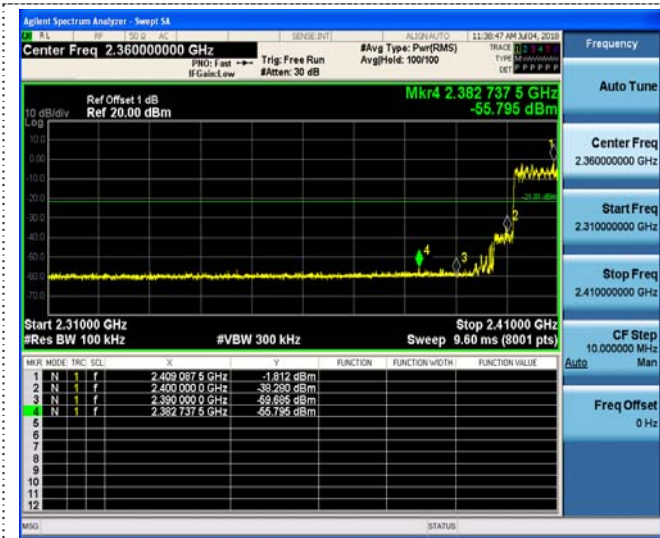 Agilent Spectrum Analyzer - Swept SA
RL RF 50 Ω AC SENSE:INT ALIGNAUTO 11:38:47 AM Jul 04, 2018
Center Freq 2.360000000 GHz
PNO: Fast
IFGain:Low
Trig: Free Run
#Atten: 30 dB
#Avg Type: Pwr(RMS)
Avg|Hold: 100/100
TRACE 1 2 3 4 5 6
TYPE
DET P P P P P P
Ref Offset 1 dB
Ref 20.00 dBm
Mkr4 2.382 737 5 GHz
-55.795 dBm
10 dB/div
Log
10.0
0.00
-10.0
-20.0
-30.0
-40.0
-50.0
-60.0
-70.0
-21.81 dBm
1
2
3
4
Start 2.31000 GHz
Stop 2.41000 GHz
#Res BW 100 kHz
#VBW 300 kHz
Sweep 9.60 ms (8001 pts)
MKR MODE TRC SCL X Y FUNCTION FUNCTION WIDTH FUNCTION VALUE
1 N 1 f 2.409 087 5 GHz -1.812 dBm
2 N 1 f 2.400 000 0 GHz -38.280 dBm
3 N 1 f 2.390 000 0 GHz -59.685 dBm
4 N 1 f 2.382 737 5 GHz -55.795 dBm
5
6
7
8
9
10
11
12
MSG STATUS
Frequency
Auto Tune
Center Freq
2.360000000 GHz
Start Freq
2.310000000 GHz
Stop Freq
2.410000000 GHz
CF Step
10.000000 MHz
Auto Man
Freq Offset
0 Hz